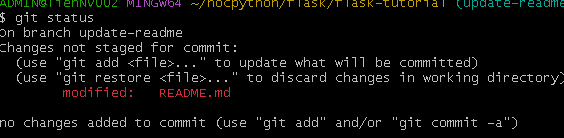 ADMIN@TienNV002 MINGW64 ~/hocpython/flask/flask-tutorial (update-readme
$ git status
On branch update-readme
Changes not staged for commit:
  (use "git add <file>..." to update what will be committed)
  (use "git restore <file>..." to discard changes in working directory)
        modified:   README.md

no changes added to commit (use "git add" and/or "git commit -a")